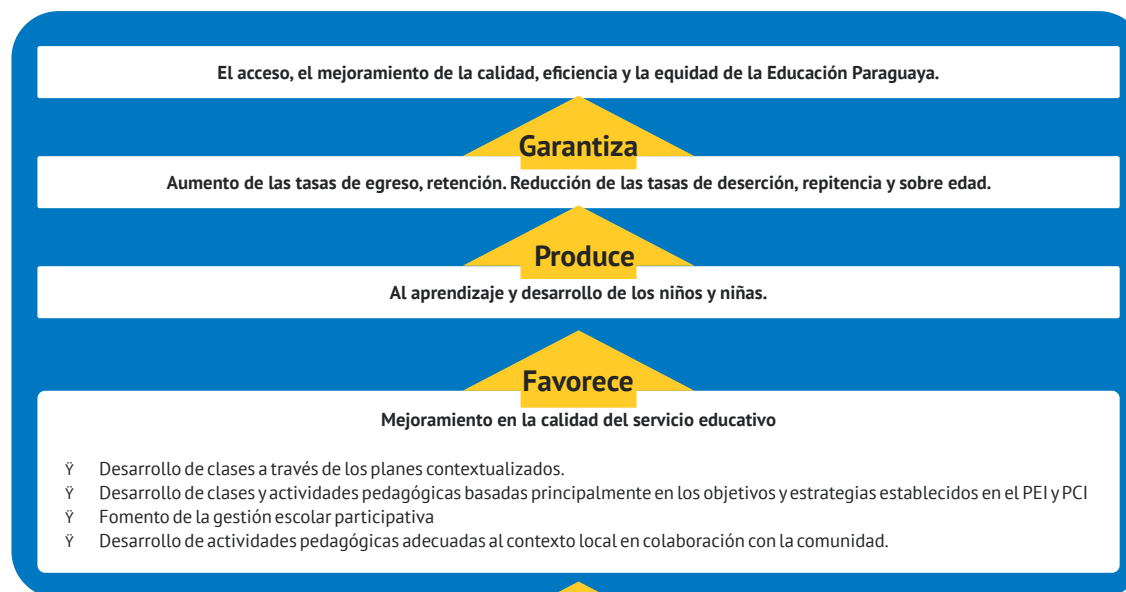 El acceso, el mejoramiento de la calidad, eficiencia y la equidad de la Educación Paraguaya.
Garantiza
Aumento de las tasas de egreso, retención. Reducción de las tasas de deserción, repitencia y sobre edad.
Produce
Al aprendizaje y desarrollo de los niños y niñas.
Favorece
Mejoramiento en la calidad del servicio educativo
Ÿ Desarrollo de clases a través de los planes contextualizados.
Ÿ Desarrollo de clases y actividades pedagógicas basadas principalmente en los objetivos y estrategias establecidos en el PEI y PCI
Ÿ Fomento de la gestión escolar participativa
Ÿ Desarrollo de actividades pedagógicas adecuadas al contexto local en colaboración con la comunidad.